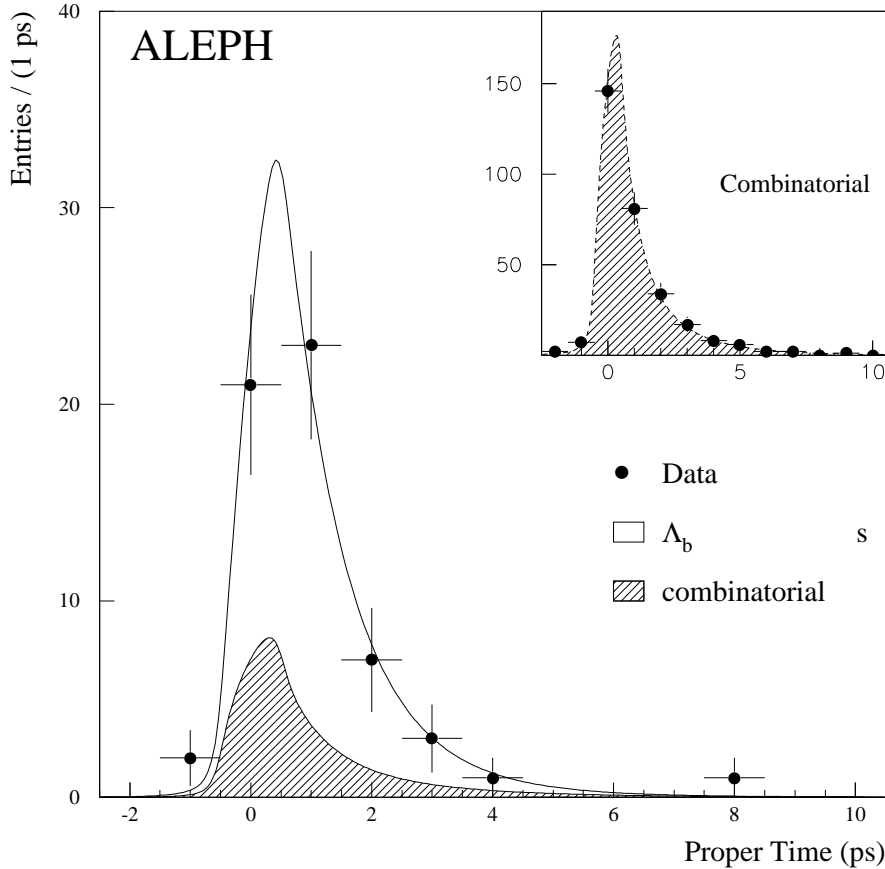 ALEPH
Entries / (1 ps)
40
30
20
10
0
-2 0 2 4 6 8 10
Proper Time (ps)
150
100
50
0 5 10
Combinatorial
Data
Λb s
combinatorial